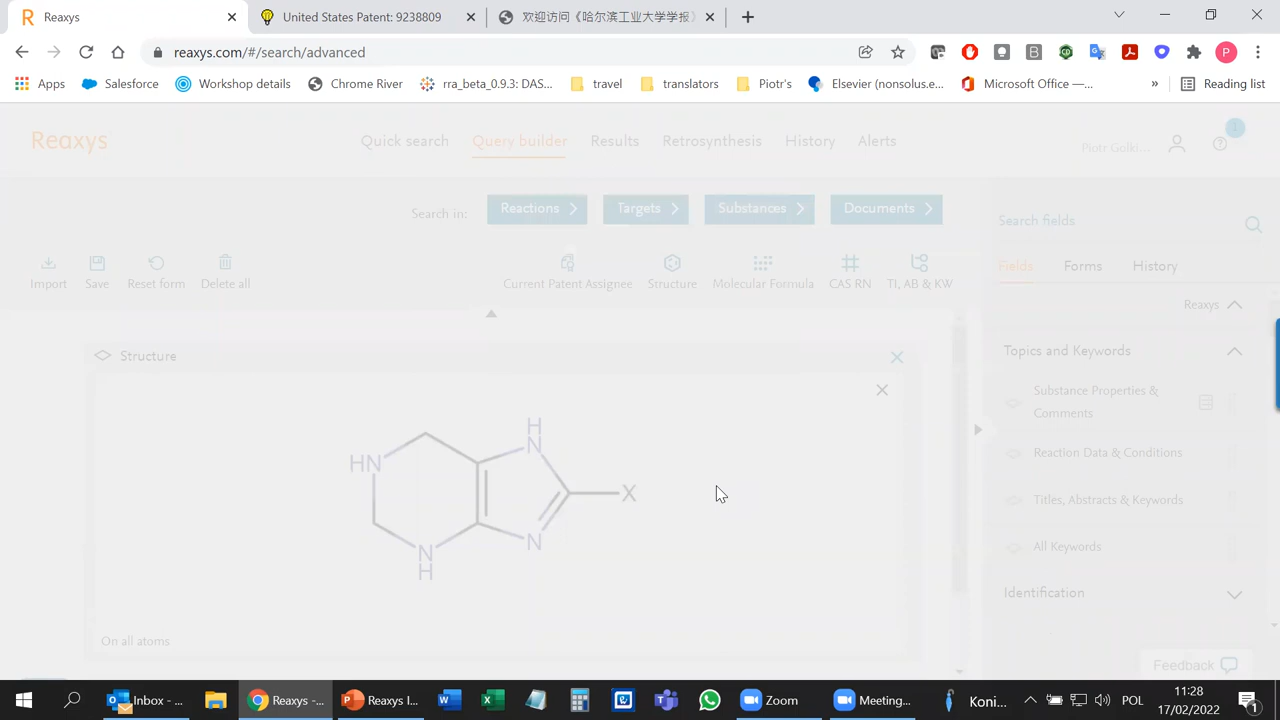 Reaxys
United States Patent: 9238809
欢迎访问《哈尔滨工业大学学报》
reaxys.com/#/search/advanced
P
Apps
Salesforce
Workshop details
Chrome River
rra_beta_0.9.3: DAS...
travel
translators
Piotr's
Elsevier (nonsolus.e...
Microsoft Office —...
»
Reading list
Reaxys
Quick search
Query builder
Results
Retrosynthesis
History
Alerts
Piotr Golki...
1
Search in:
Reactions
Targets
Substances
Documents
Search fields
Import
Save
Reset form
Delete all
Current Patent Assignee
Structure
Molecular Formula
CAS RN
TI, AB & KW
Fields
Forms
History
Reaxys
Structure
Topics and Keywords
Substance Properties &
Comments
Reaction Data & Conditions
Titles, Abstracts & Keywords
All Keywords
Identification
H
N
HN
X
N
N
H
On all atoms
Feedback
Inbox - ...
Reaxys -...
Reaxys I...
Zoom
Meeting...
Koni...
POL
11:28
17/02/2022
1